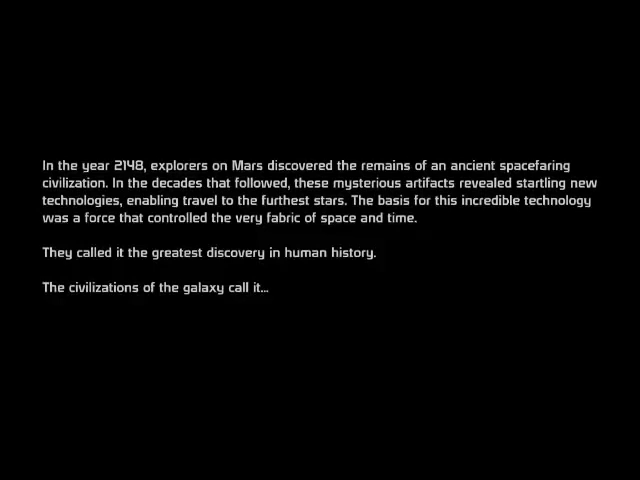 In the year 2148, explorers on Mars discovered the remains of an ancient spacefaring
civilization. In the decades that followed, these mysterious artifacts revealed startling new
technologies, enabling travel to the furthest stars. The basis for this incredible technology
was a force that controlled the very fabric of space and time.
They called it the greatest discovery in human history.
The civilizations of the galaxy call it...